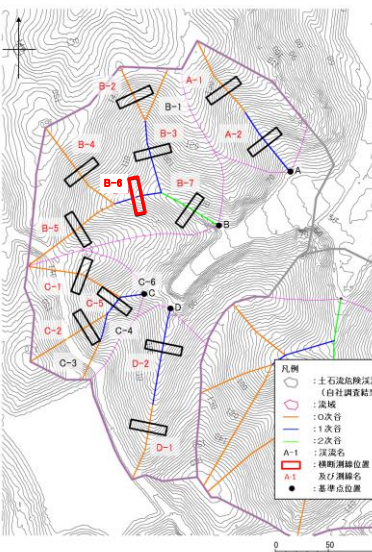 B-2
A-1
B-1
B-3
A-2
B-4
B-6
B-7
A
B
B-5
C-1
C-6
C
C-5
D
C-2
C-4
C-3
D-2
D-1
凡例
：土石流危険渓流
（自社調査結果
：流域
：0次谷
：1次谷
：2次谷
A-1 ：渓流名
：横断測線位置
A-1 及び測線名
：基準点位置
0 50